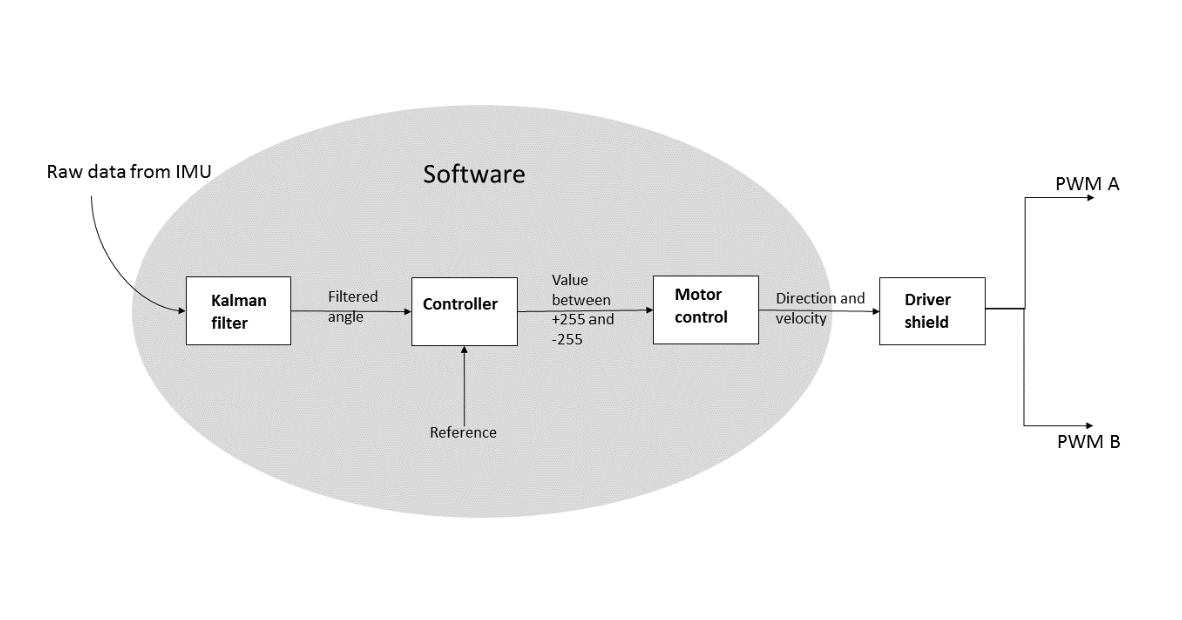 Software
Raw data from IMU
PWM A
Kalman
filter
Filtered
angle
Controller
Value
between
+255 and
-255
Motor
control
Direction and
velocity
Driver
shield
Reference
PWM B